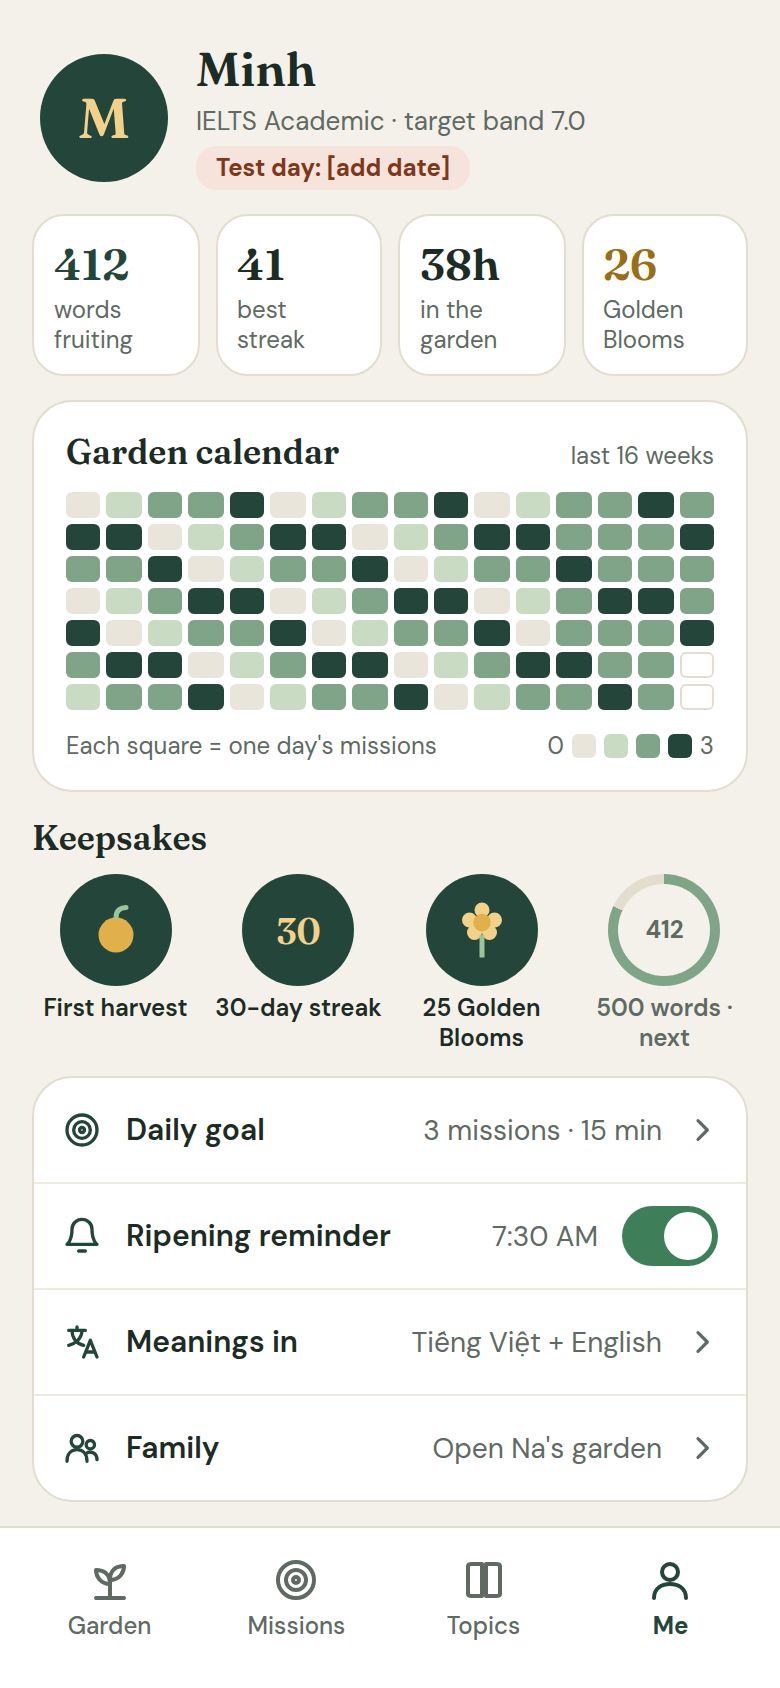 M
Minh
IELTS Academic · target band 7.0
Test day: [add date]
412
words
fruiting
41
best
streak
38h
in the
garden
26
Golden
Blooms
Garden calendar
last 16 weeks
Each square = one day's missions
0
3
Keepsakes
First harvest
30
30-day streak
25 Golden
Blooms
412
500 words ·
next
Daily goal
3 missions · 15 min
Ripening reminder
7:30 AM
Meanings in
Tiếng Việt + English
Family
Open Na's garden
Garden
Missions
Topics
Me